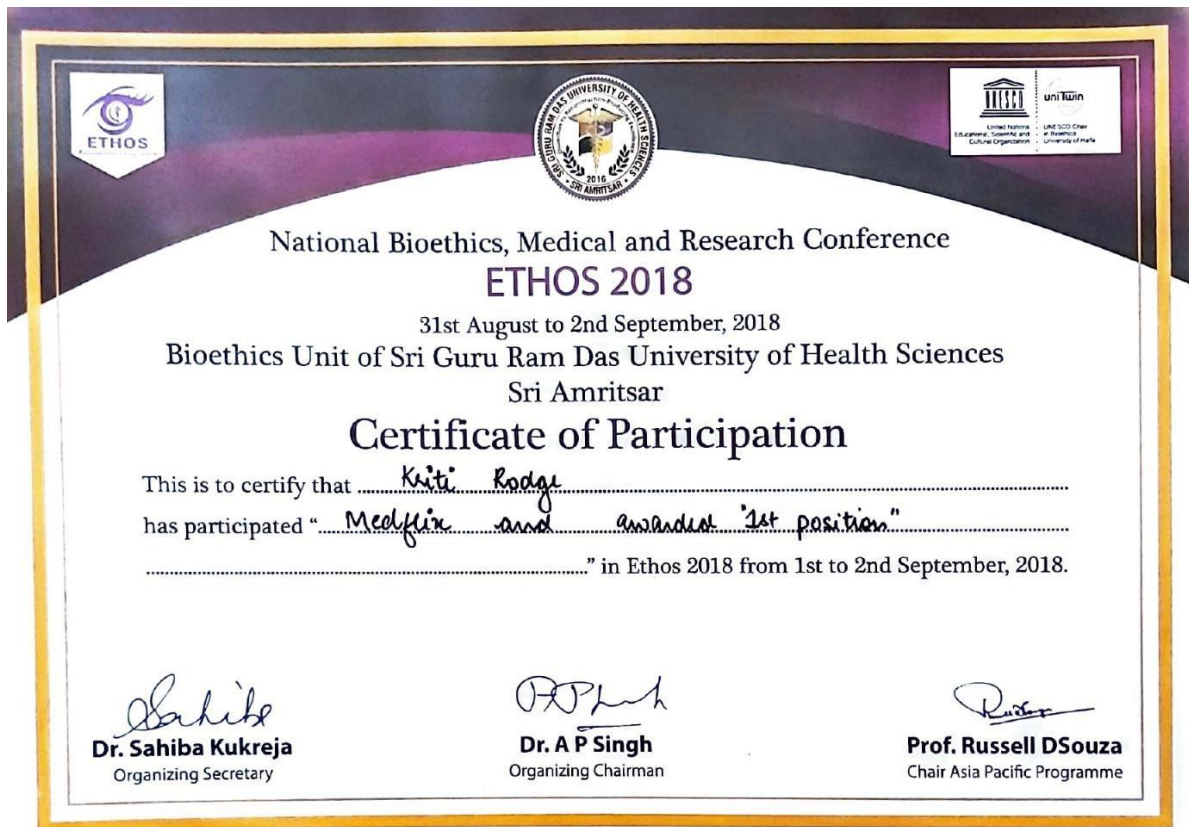 ETHOS
SRI GURU RAM DAS UNIVERSITY OF HEALTH SCIENCES
2016
SRI AMRITSAR
UNESCO
uniTwin
United Nations
Educational, Scientific and
Cultural Organization
UNESCO Chair
in Bioethics
University of Haifa
National Bioethics, Medical and Research Conference
ETHOS 2018
31st August to 2nd September, 2018
Bioethics Unit of Sri Guru Ram Das University of Health Sciences
Sri Amritsar
Certificate of Participation
This is to certify that Kriti Rodge
has participated “ Medflix and awarded "1st position"
” in Ethos 2018 from 1st to 2nd September, 2018.
Sahiba
Dr. Sahiba Kukreja
Organizing Secretary
Dr. A P Singh
Organizing Chairman
Prof. Russell DSouza
Chair Asia Pacific Programme